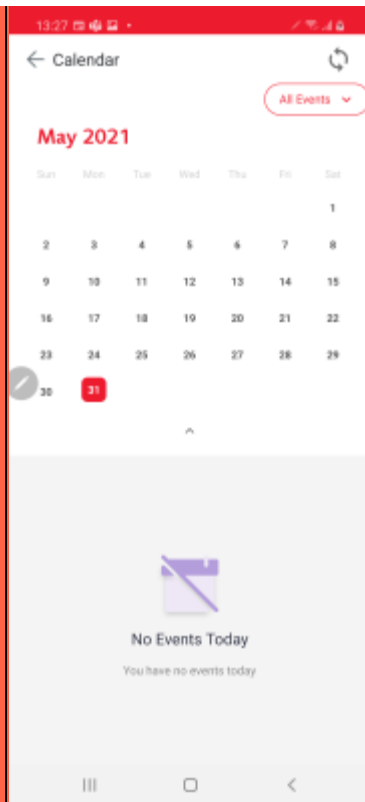 13:27
Calendar
All Events
May 2021
Sun Mon Tue Wed Thu Fri Sat
1
2 3 4 5 6 7 8
9 10 11 12 13 14 15
16 17 18 19 20 21 22
23 24 25 26 27 28 29
30 31
No Events Today
You have no events today